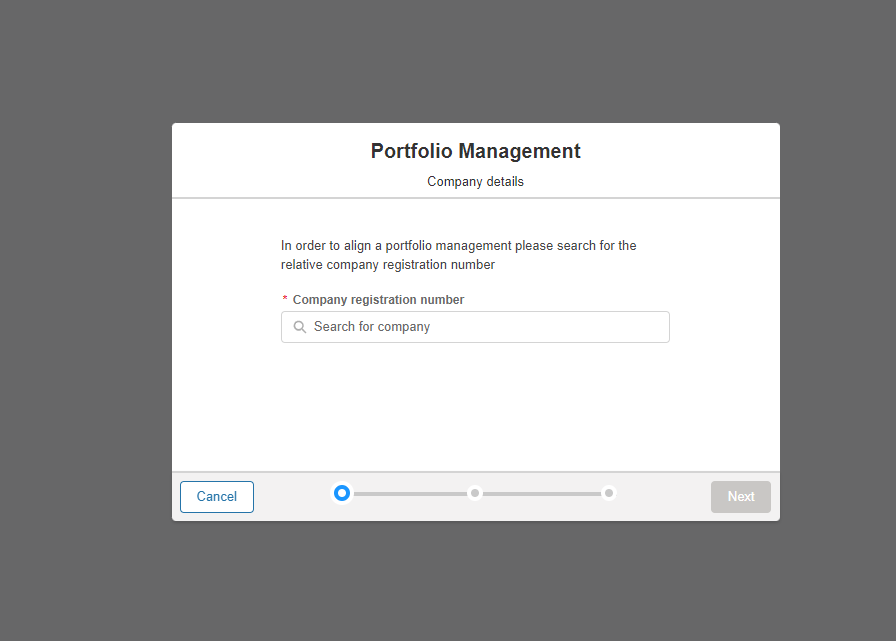 Portfolio Management
Company details
In order to align a portfolio management please search for the
relative company registration number
* Company registration number
Search for company
Cancel
Next